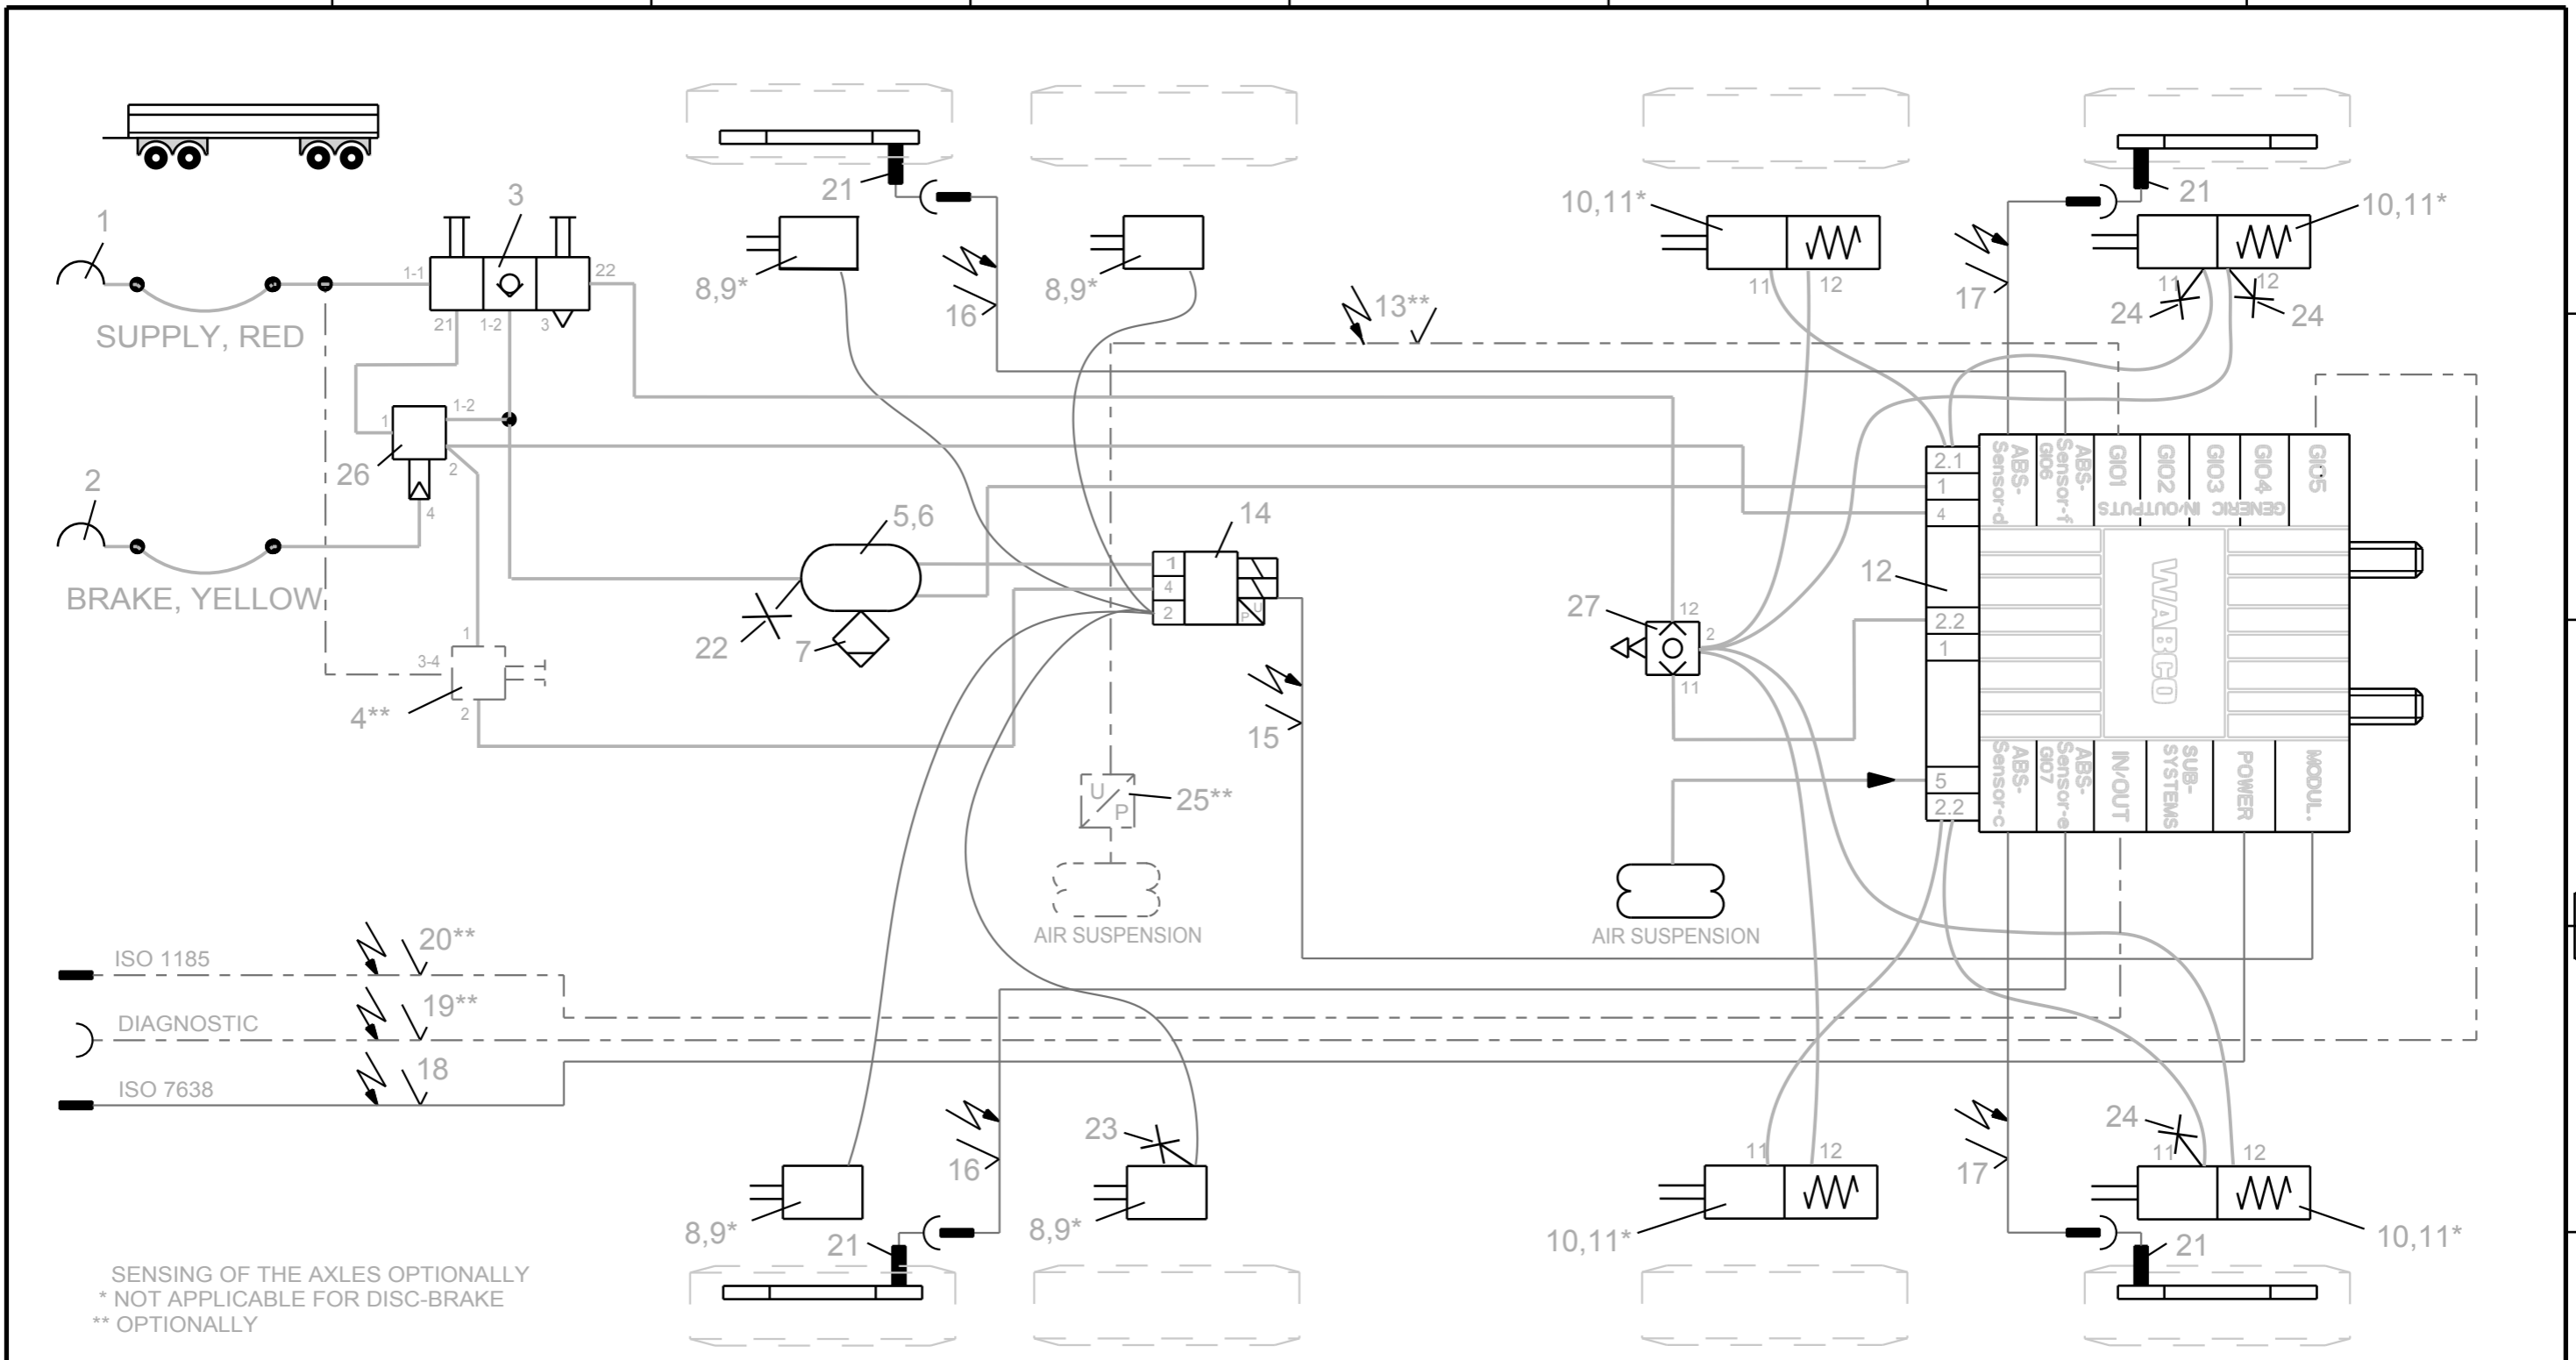 1
SUPPLY, RED
2
BRAKE, YELLOW
3
1-1
22
21
1-2
3
1
1-2
2
4
26
1
3-4
2
4**
21
8,9*
16
8,9*
13**
10,11*
11
12
21
10,11*
17
11
12
24
24
5,6
22
7
14
1
4
2
U
P
15
U
P
25**
AIR SUSPENSION
27
12
2
11
AIR SUSPENSION
12
2.1
1
4
2.2
1
5
2.2
ABS-
Sensor-d
ABS-
Sensor-f
GIO6
GIO1
GIO2
GIO3
GIO4
GIO5
GENERIC IN/OUTPUTS
WABCO
ABS-
Sensor-c
ABS-
Sensor-e
GIO7
IN/OUT
SUB-
SYSTEMS
POWER
MODUL.
ISO 1185
20**
DIAGNOSTIC
19**
ISO 7638
18
8,9*
21
16
23
8,9*
11
12
10,11*
17
24
11
12
10,11*
21
SENSING OF THE AXLES OPTIONALLY
* NOT APPLICABLE FOR DISC-BRAKE
** OPTIONALLY